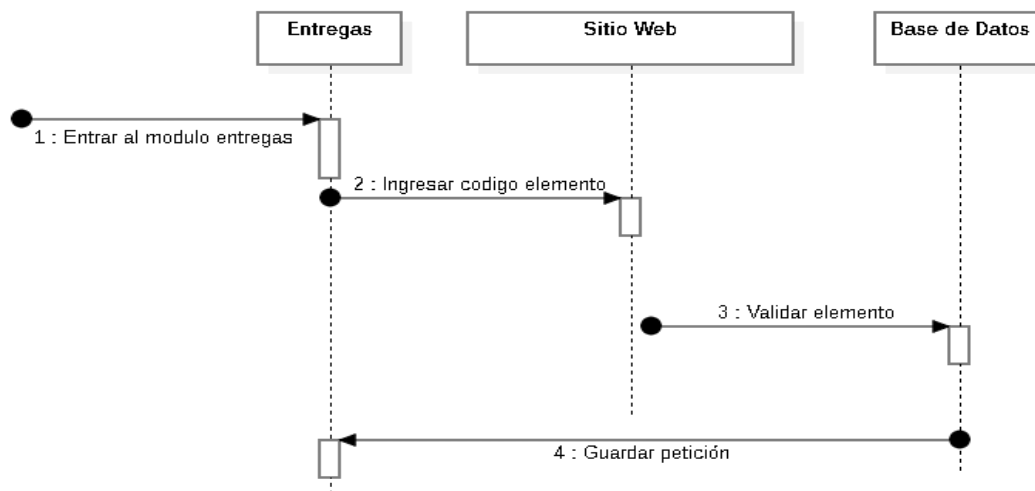 Entregas
Sitio Web
Base de Datos
1 : Entrar al modulo entregas
2 : Ingresar codigo elemento
3 : Validar elemento
4 : Guardar petición